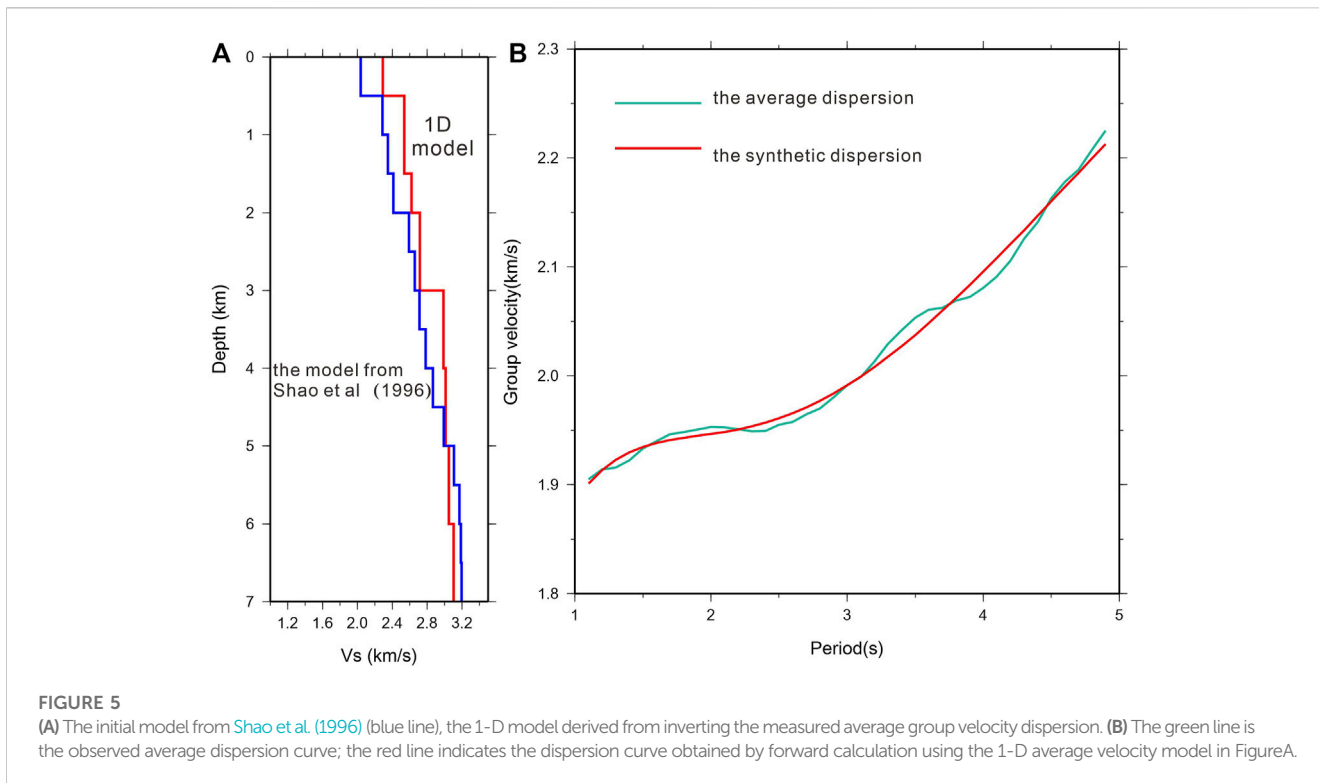 A
0
1
2
3
4
5
6
7
Depth (km)
1D
model
the model from
Shao et al (1996)
1.2 1.6 2.0 2.4 2.8 3.2
Vs (km/s)
B
2.3
2.2
2.1
2.0
1.9
1.8
Group velocity(km/s)
the average dispersion
the synthetic dispersion
1 2 3 4 5
Period(s)
FIGURE 5
(A) The initial model from Shao et al. (1996) (blue line), the 1-D model derived from inverting the measured average group velocity dispersion. (B) The green line is
the observed average dispersion curve; the red line indicates the dispersion curve obtained by forward calculation using the 1-D average velocity model in FigureA.